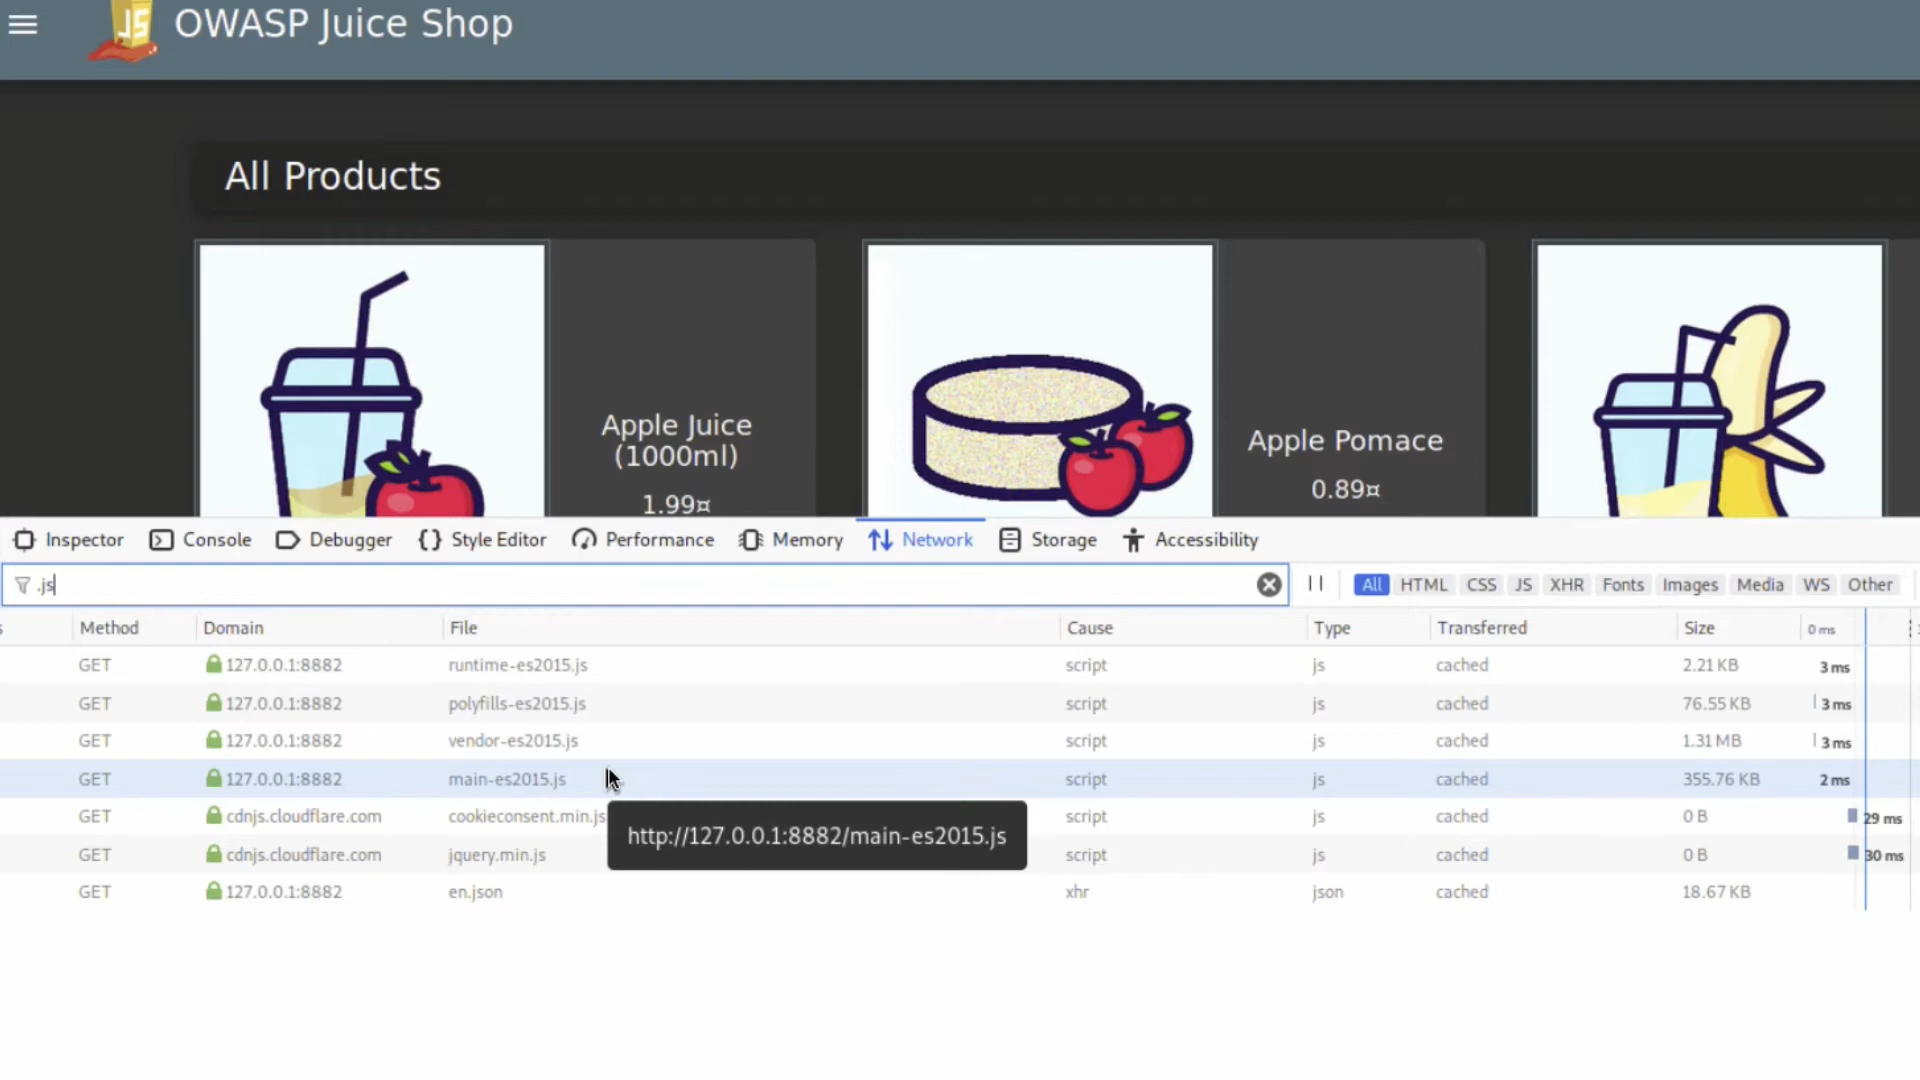 JS OWASP Juice Shop
All Products
Apple Juice
(1000ml)
1.99¤
Apple Pomace
0.89¤
Inspector Console Debugger {} Style Editor Performance Memory Network Storage Accessibility
.js All HTML CSS JS XHR Fonts Images Media WS Other
s Method Domain File Cause Type Transferred Size 0 ms
GET 127.0.0.1:8882 runtime-es2015.js script js cached 2.21 KB 3 ms
GET 127.0.0.1:8882 polyfills-es2015.js script js cached 76.55 KB 3 ms
GET 127.0.0.1:8882 vendor-es2015.js script js cached 1.31 MB 3 ms
GET 127.0.0.1:8882 main-es2015.js script js cached 355.76 KB 2 ms
GET cdnjs.cloudflare.com cookieconsent.min.js script js cached 0 B 29 ms
http://127.0.0.1:8882/main-es2015.js
GET cdnjs.cloudflare.com jquery.min.js script js cached 0 B 30 ms
GET 127.0.0.1:8882 en.json xhr json cached 18.67 KB